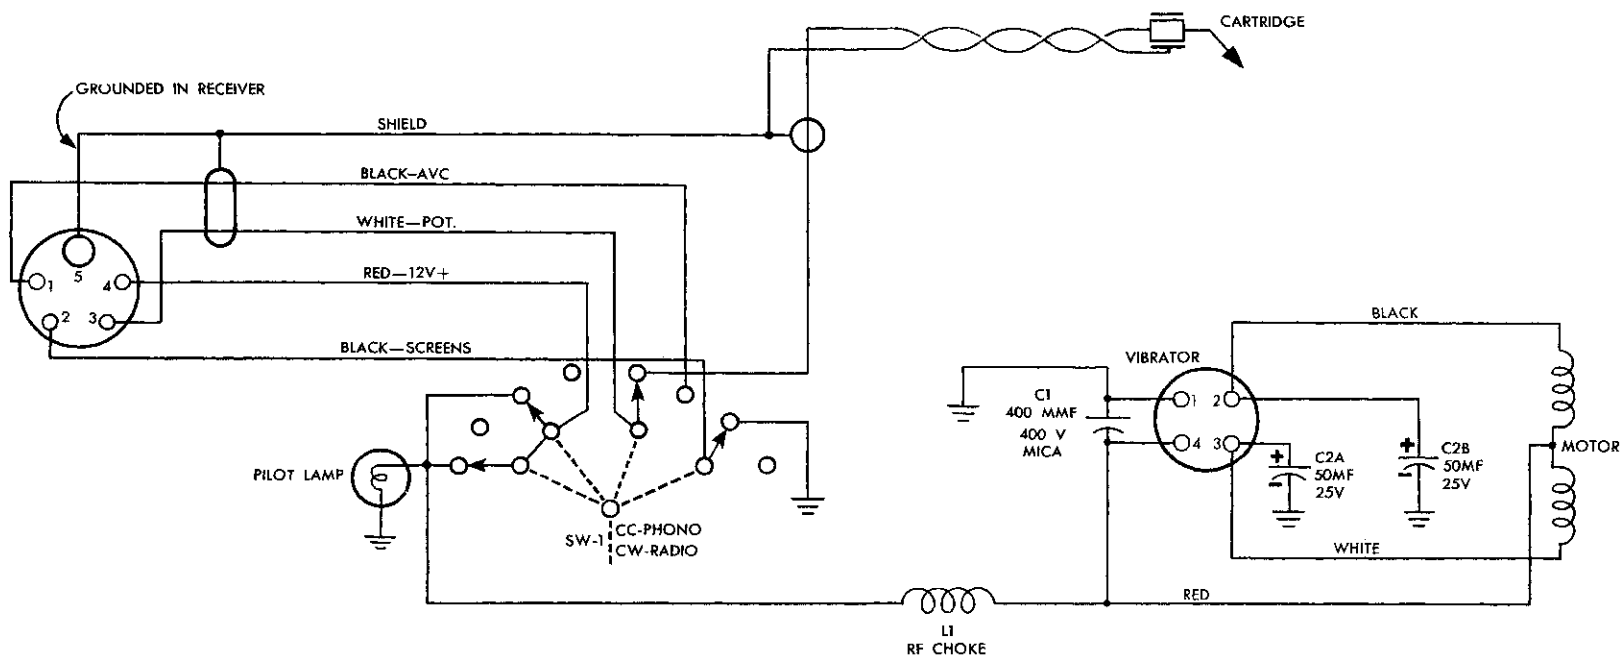 CARTRIDGE
GROUNDED IN RECEIVER
SHIELD
BLACK–AVC
WHITE–POT.
5
RED–12V+
1
4
2
3
BLACK–SCREENS
PILOT LAMP
SW-1
CC-PHONO
CW-RADIO
L1
RF CHOKE
C1
400 MMF
400 V
MICA
VIBRATOR
1
2
4
3
BLACK
+
-
C2A
50MF
25V
+
-
C2B
50MF
25V
MOTOR
WHITE
RED